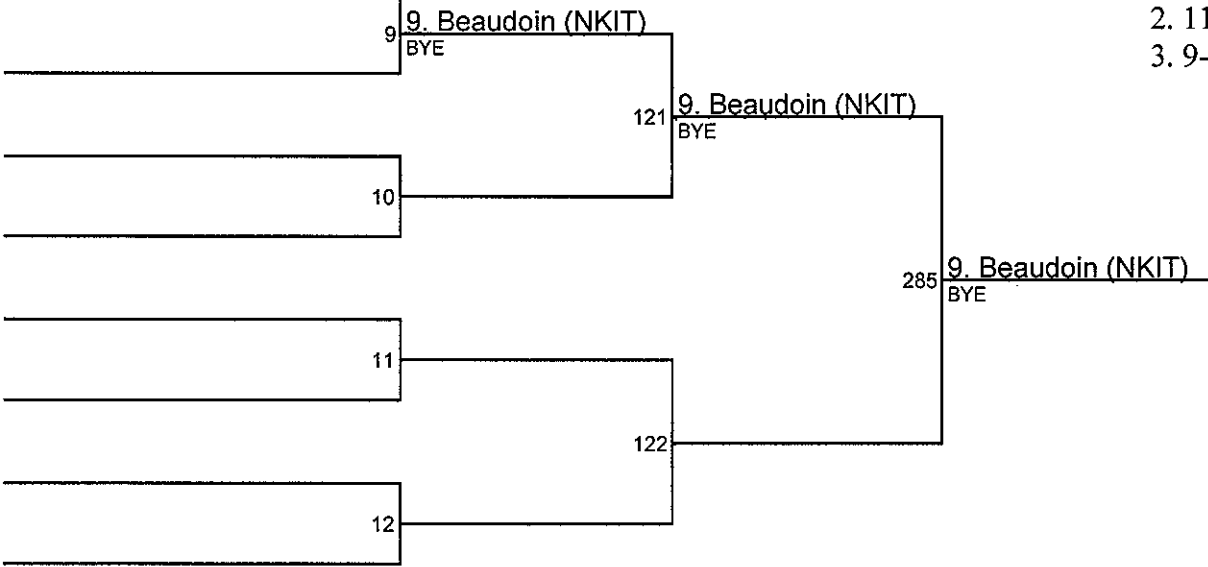 9. Beaudoin (NKIT)
9
BYE
2. 11
3. 9-
121
9. Beaudoin (NKIT)
BYE
10
285
9. Beaudoin (NKIT)
BYE
11
122
12